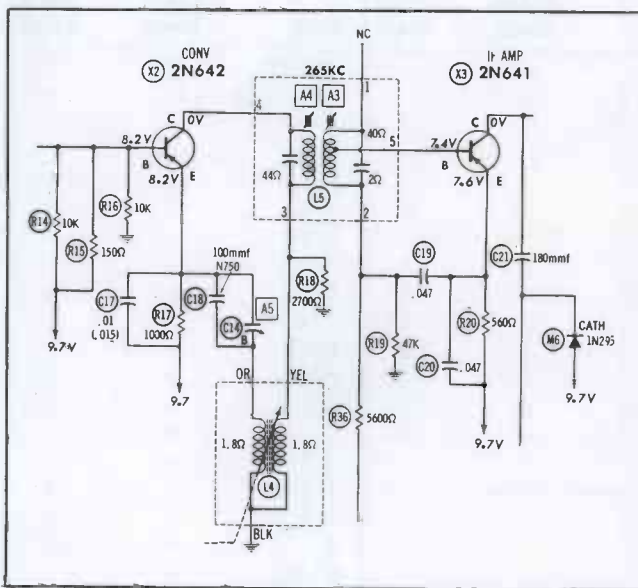 CONV
X2 2N642
265KC
A4 A3
NC
If AMP
X3 2N641
C 0V
8.2V
B
8.2V E
4
1
40Ω
5
44Ω
2Ω
L5
3
2
C 0V
7.4V
B
7.6V E
R14 10K
R15 150Ω
R16 10K
C17 .01 (.015)
R17 1000Ω
100mmf
N750
C18
C14
B
A5
R18 2700Ω
C19
.047
R19 47K
C20 .047
R20 560Ω
C21 180mmf
M6
CATH
1N295
9.7V
9.7
9.7V
9.7V
OR YEL
R36 5600Ω
1.8Ω 1.8Ω
L4
BLK